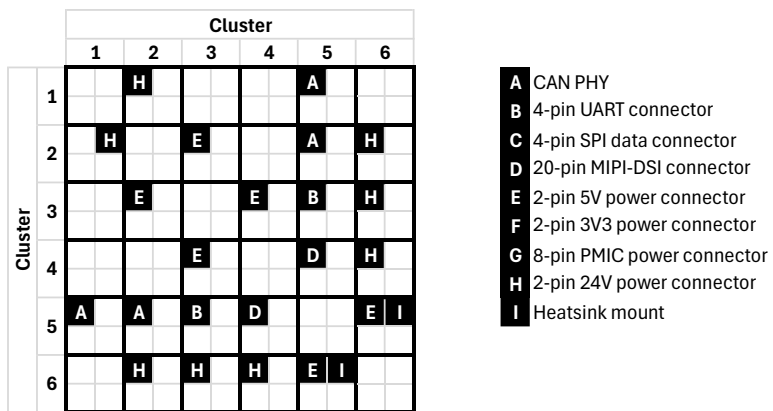 Cluster
1 2 3 4 5 6
Cluster
1 H A
2 H E A H
3 E E B H
4 E D H
5 A A B D E I
6 H H H E I
A CAN PHY
B 4-pin UART connector
C 4-pin SPI data connector
D 20-pin MIPI-DSI connector
E 2-pin 5V power connector
F 2-pin 3V3 power connector
G 8-pin PMIC power connector
H 2-pin 24V power connector
I Heatsink mount